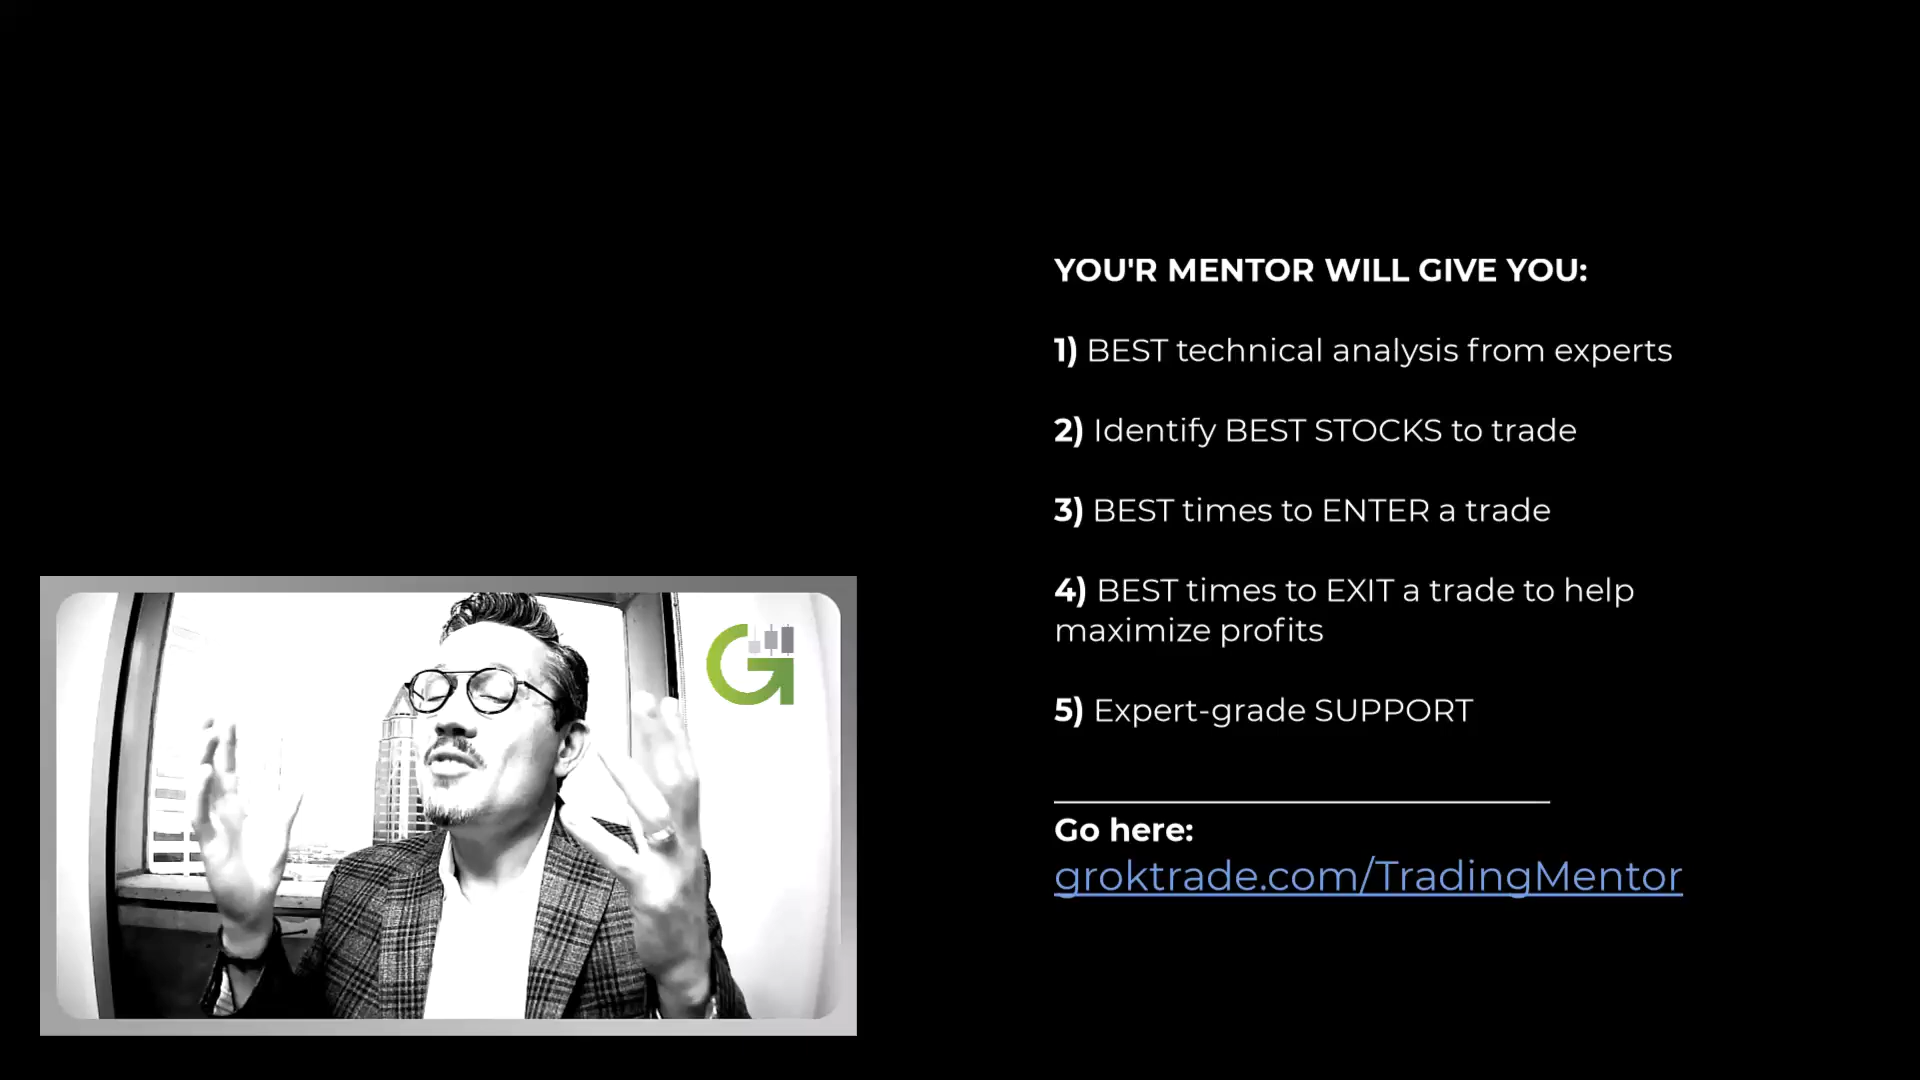 YOU'R MENTOR WILL GIVE YOU:
1) BEST technical analysis from experts
2) Identify BEST STOCKS to trade
3) BEST times to ENTER a trade
4) BEST times to EXIT a trade to help
maximize profits
5) Expert-grade SUPPORT
Go here:
groktrade.com/TradingMentor